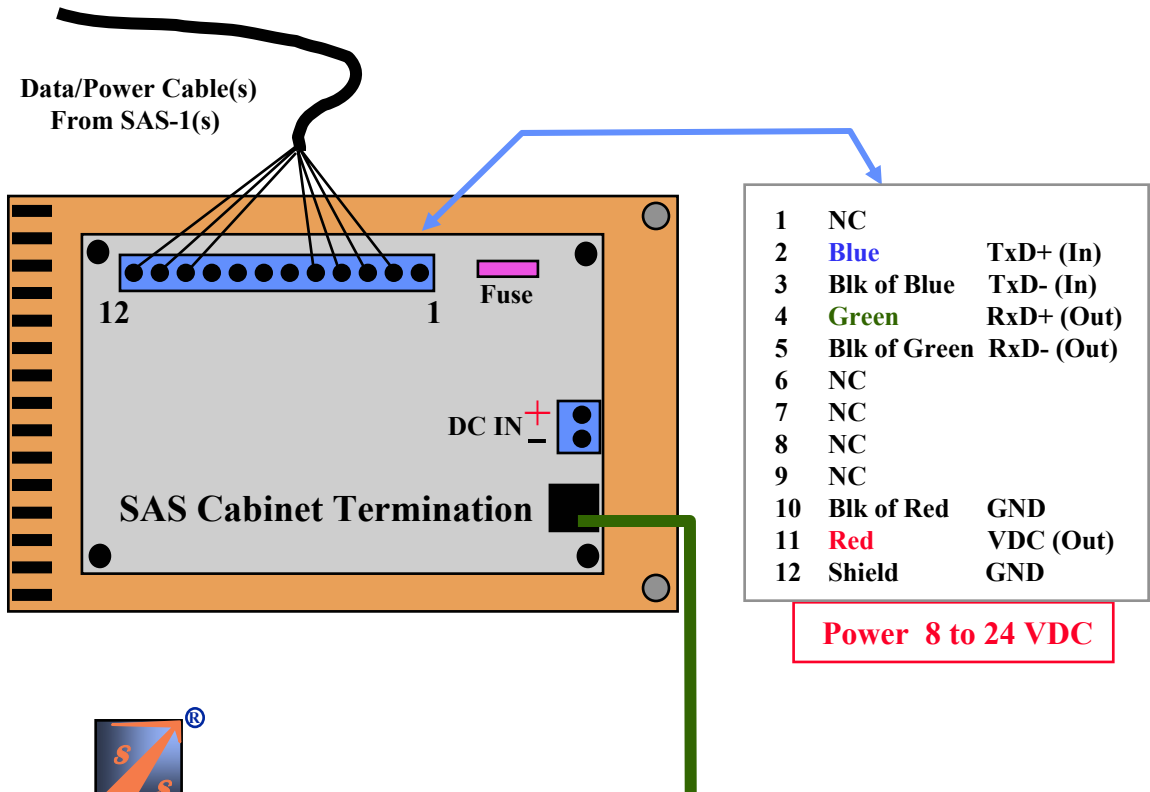 Data/Power Cable(s)
From SAS-1(s)
12
1
Fuse
DC IN + –
SAS Cabinet Termination
1 NC
2 Blue TxD+ (In)
3 Blk of Blue TxD- (In)
4 Green RxD+ (Out)
5 Blk of Green RxD- (Out)
6 NC
7 NC
8 NC
9 NC
10 Blk of Red GND
11 Red VDC (Out)
12 Shield GND
Power 8 to 24 VDC
®
s
s